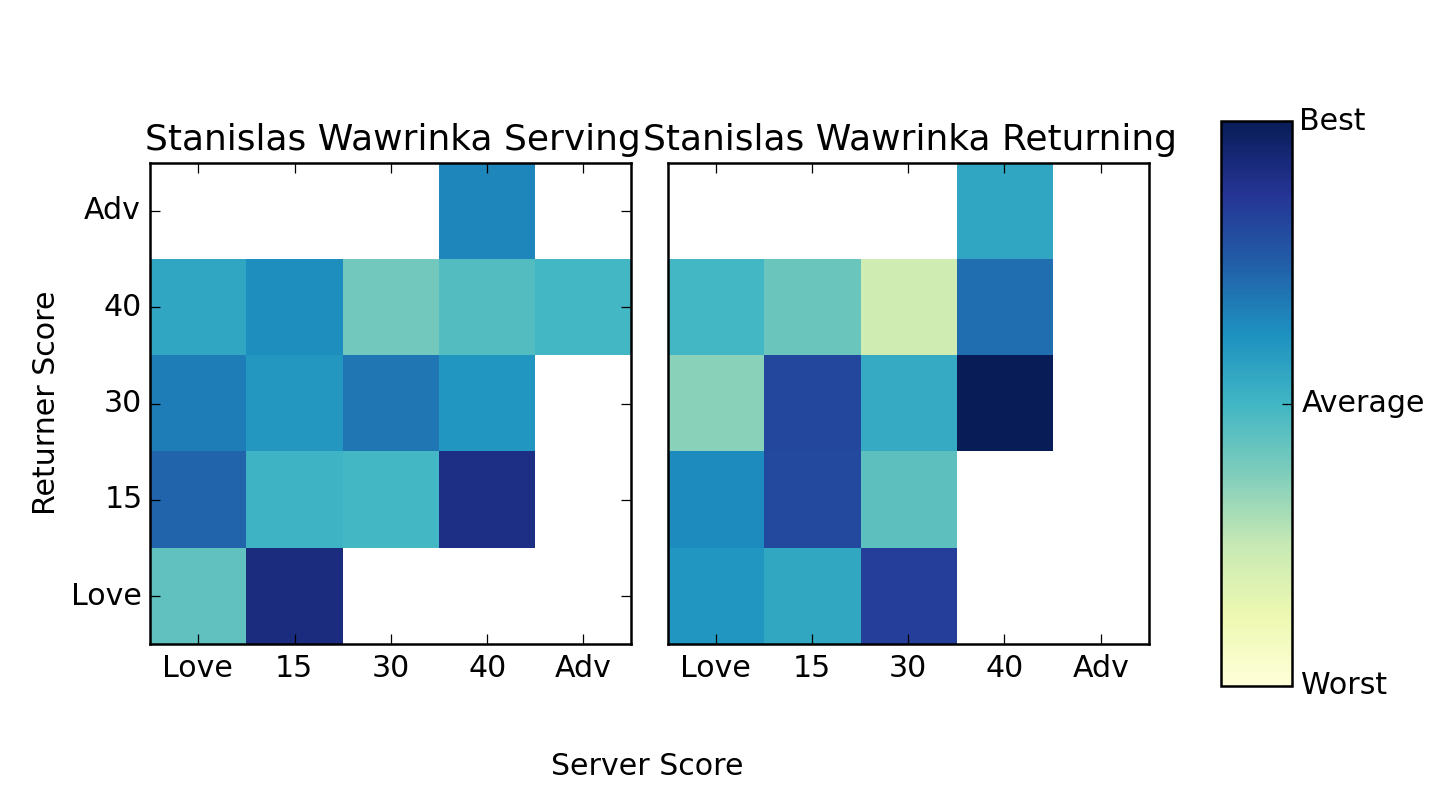 Stanislas Wawrinka Serving
Stanislas Wawrinka Returning
Best
Average
Worst
Returner Score
Adv
40
30
15
Love
Love 15 30 40 Adv
Love 15 30 40 Adv
Server Score